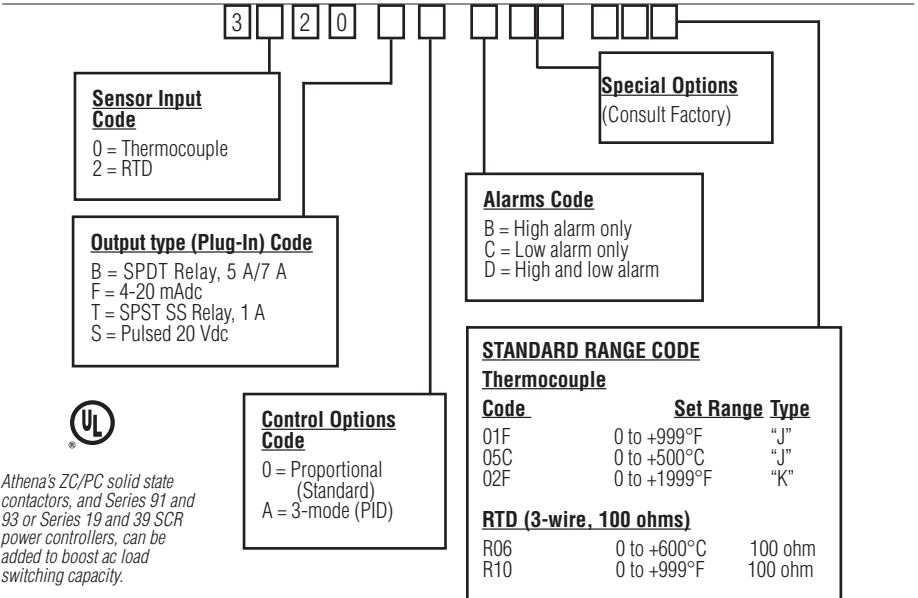 3 2 0
Sensor Input
Code
0 = Thermocouple
2 = RTD
Special Options
(Consult Factory)
Alarms Code
B = High alarm only
C = Low alarm only
D = High and low alarm
Output type (Plug-In) Code
B = SPDT Relay, 5 A/7 A
F = 4-20 mAdc
T = SPST SS Relay, 1 A
S = Pulsed 20 Vdc
Control Options
Code
0 = Proportional
(Standard)
A = 3-mode (PID)
STANDARD RANGE CODE
Thermocouple
Code Set Range Type
01F 0 to +999°F “J”
05C 0 to +500°C “J”
02F 0 to +1999°F “K”
RTD (3-wire, 100 ohms)
R06 0 to +600°C 100 ohm
R10 0 to +999°F 100 ohm
UL ®
Athena's ZC/PC solid state
contactors, and Series 91 and
93 or Series 19 and 39 SCR
power controllers, can be
added to boost ac load
switching capacity.